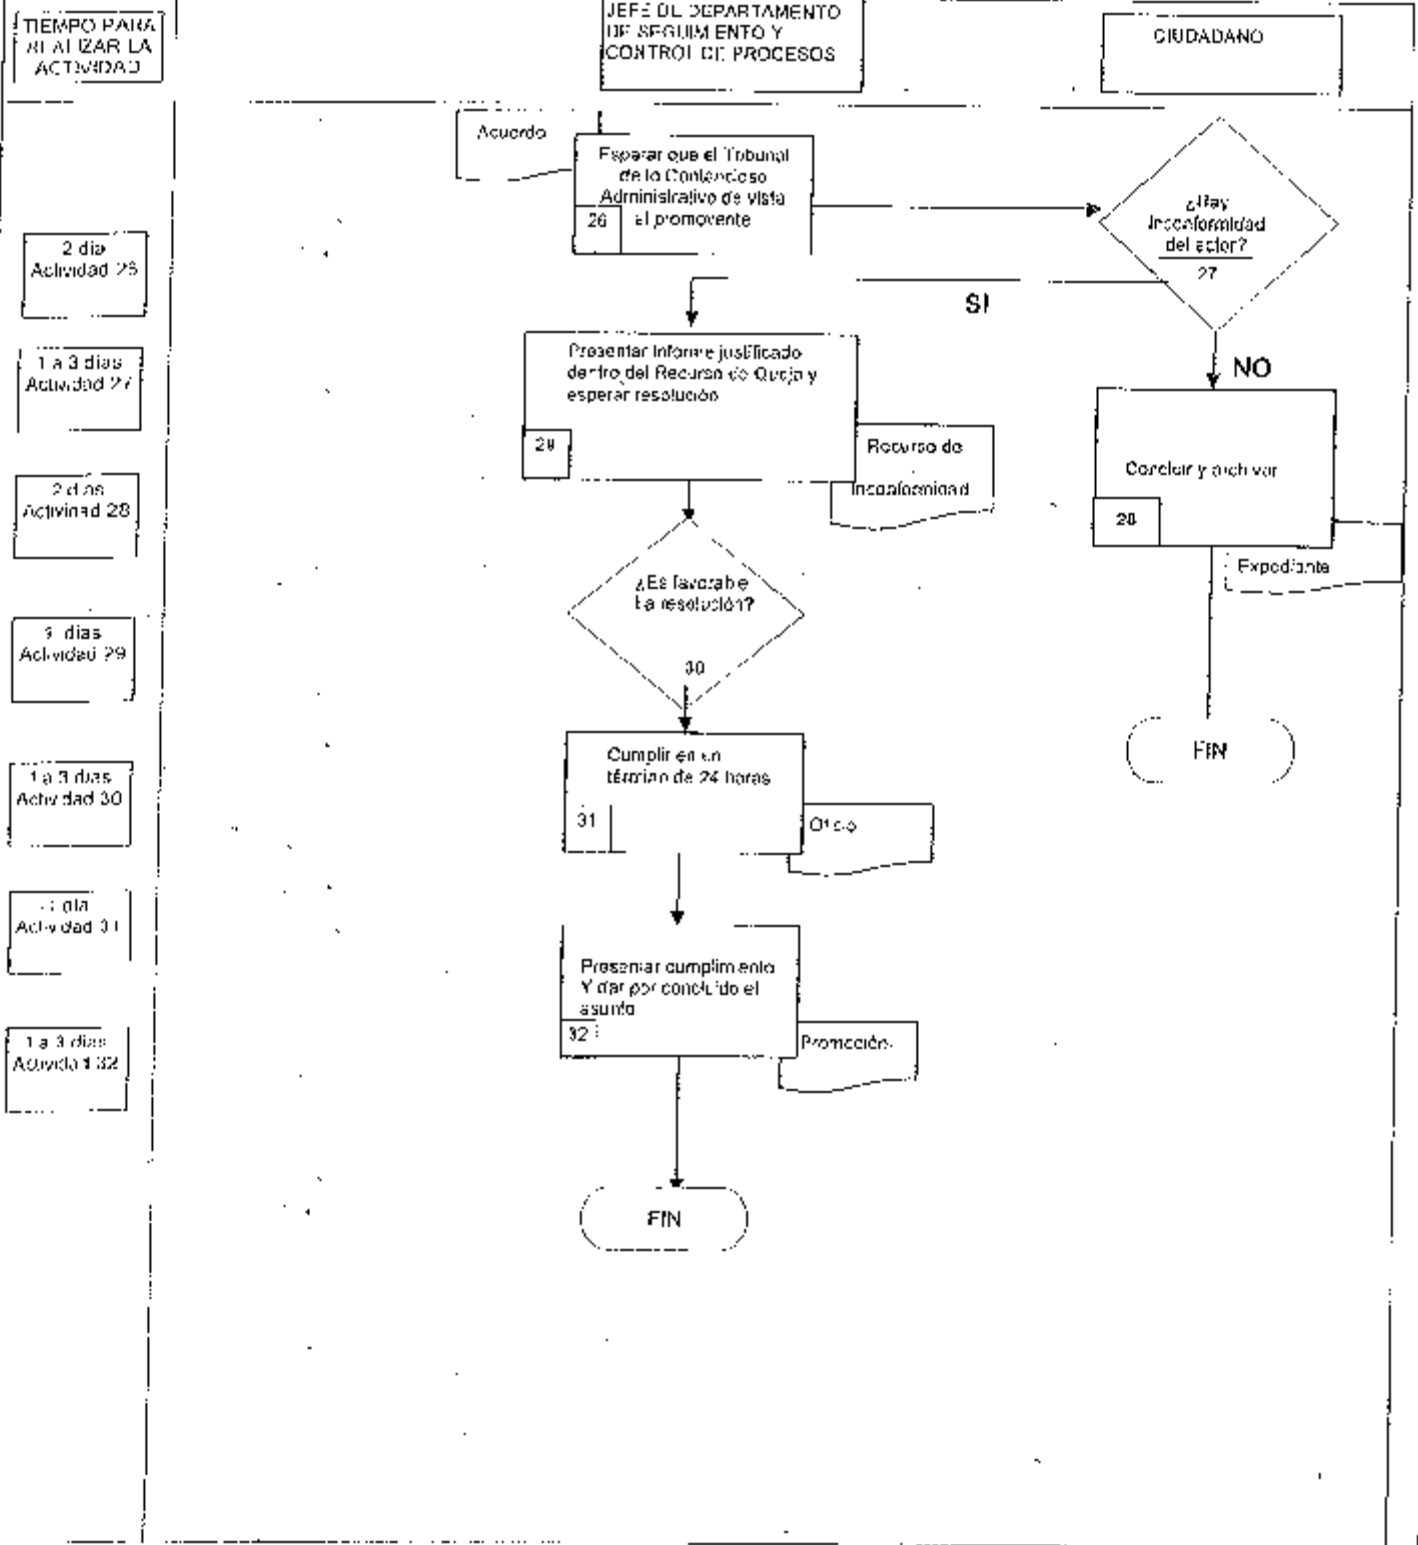 TIEMPO PARA
REALIZAR LA
ACTIVIDAD
JEFE DE DEPARTAMENTO
DE SEGUIMIENTO Y
CONTROL DE PROCESOS
CIUDADANO
Acuerdo
Esperar que el Tribunal
de lo Contencioso
Administrativo de vista
al promovente
26
¿Hay
Inconformidad
del actor?
27
2 dia
Actividad 26
SI
1 a 3 dias
Actividad 27
Presentar Informe justificado
dentro del Recurso de Queja y
esperar resolución
29
NO
Recurso de
Inconformidad
Concluir y archivar
28
Expediente
2 dias
Actividad 28
¿Es favorable
La resolución?
30
dias
Actividad 29
FIN
Cumplir en un
término de 24 horas
31
Oficio
1 a 3 dias
Actividad 30
dia
Actividad 31
Presentar cumplimiento
Y dar por concluido el
asunto
32
Promoción
1 a 3 dias
Actividad 32
FIN